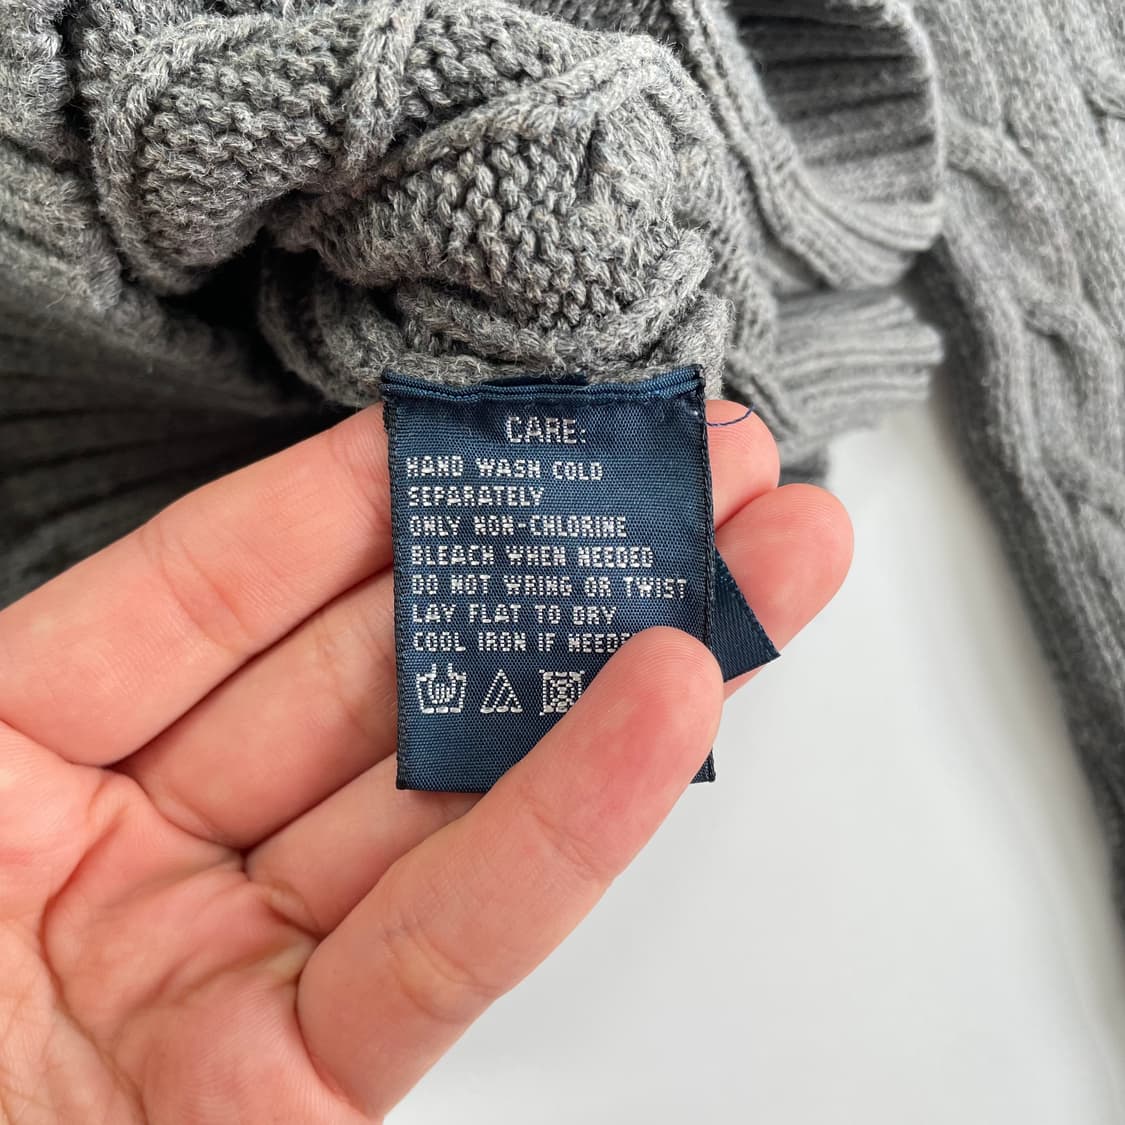 CARE:
HAND WASH COLD
SEPARATELY
ONLY NON-CHLORINE
BLEACH WHEN NEEDED
DO NOT WRING OR TWIST
LAY FLAT TO DRY
COOL IRON IF